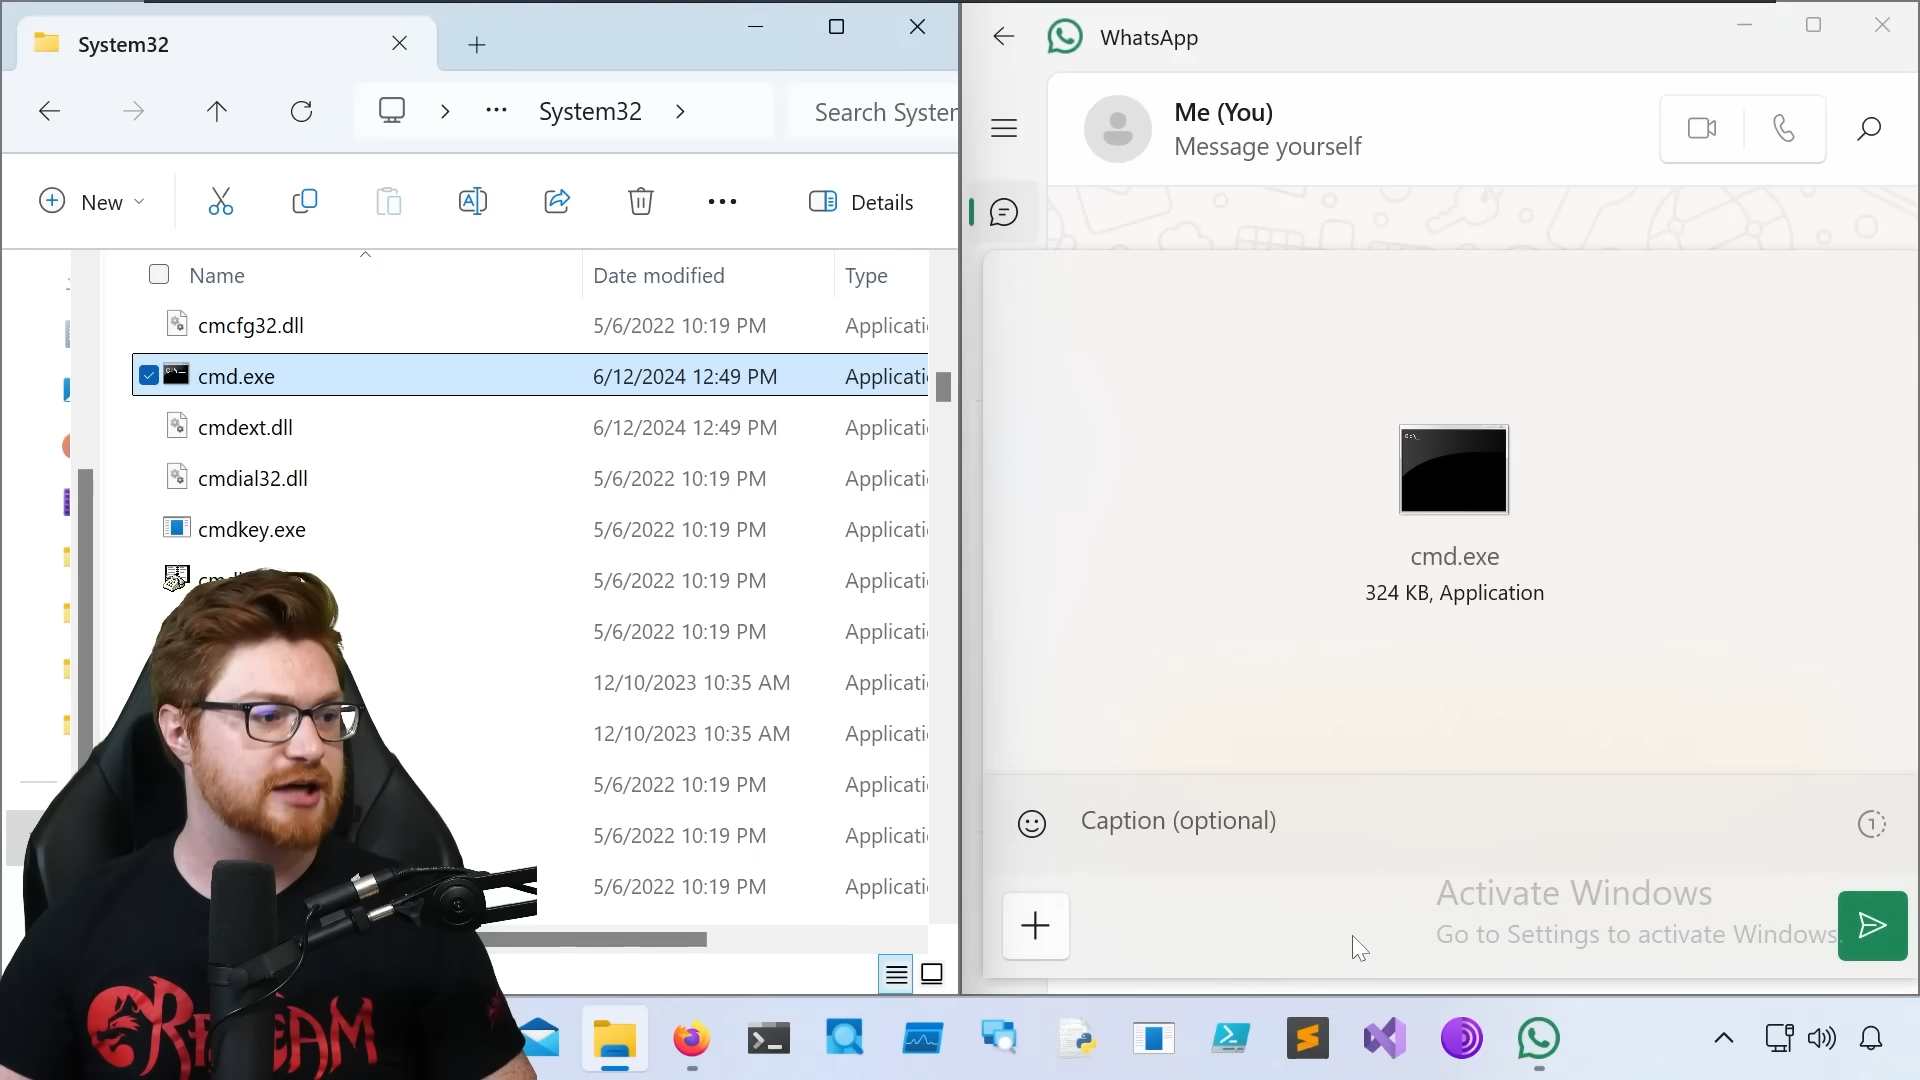 System32
System32
Search Syster
New
Details
Name
Date modified
Type
cmcfg32.dll
5/6/2022 10:19 PM
Applicati
cmd.exe
6/12/2024 12:49 PM
Applicati
cmdext.dll
6/12/2024 12:49 PM
Applicati
cmdial32.dll
5/6/2022 10:19 PM
Applicati
cmdkey.exe
5/6/2022 10:19 PM
Applicati
5/6/2022 10:19 PM
Applicati
5/6/2022 10:19 PM
Applicati
12/10/2023 10:35 AM
Applicati
12/10/2023 10:35 AM
Applicati
5/6/2022 10:19 PM
Applicati
5/6/2022 10:19 PM
Applicati
5/6/2022 10:19 PM
Applicati
WhatsApp
Me (You)
Message yourself
C:\_
cmd.exe
324 KB, Application
Caption (optional)
1
Activate Windows
Go to Settings to activate Windows.